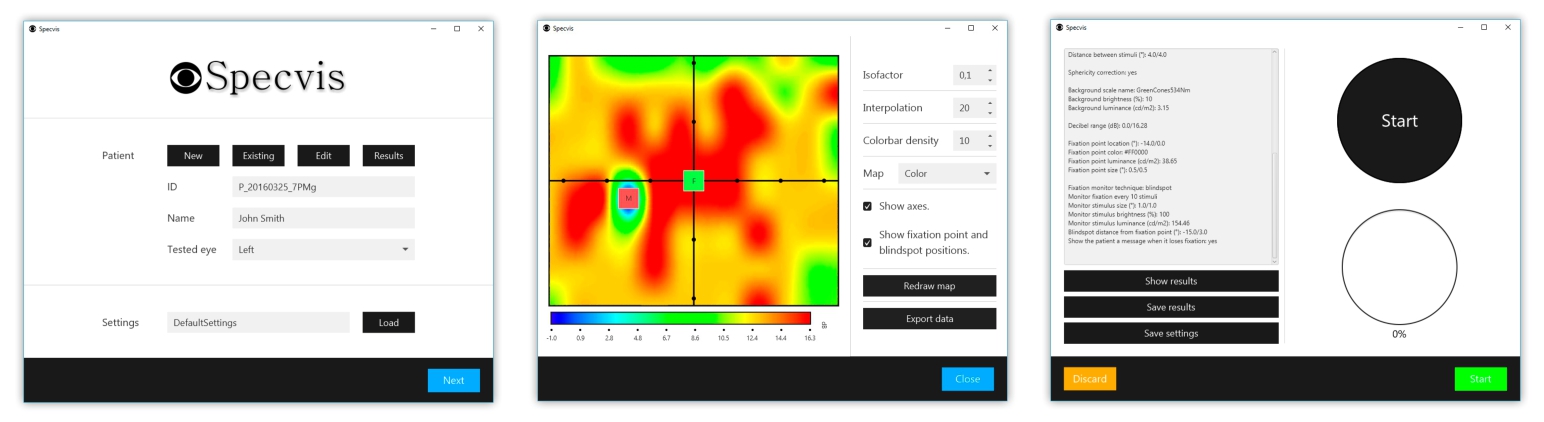 Specvis
Specvis
Patient
New
Existing
Edit
Results
ID
P_20160325_7PMg
Name
John Smith
Tested eye
Left
Settings
DefaultSettings
Load
Next
Specvis
M
F
-1.0 0.9 2.8 4.8 6.7 8.6 10.5 12.4 14.4 16.3
dB
Isofactor
0,1
Interpolation
20
Colorbar density
10
Map
Color
Show axes.
Show fixation point and
blindspot positions.
Redraw map
Export data
Close
Specvis
Distance between stimuli (°): 4.0/4.0
Sphericity correction: yes
Background scale name: GreenCones534Nm
Background brightness (%): 10
Background luminance (cd/m2): 3.15
Decibel range (dB): 0.0/16.28
Fixation point location (°): -14.0/0.0
Fixation point color: #FF0000
Fixation point luminance (cd/m2): 38.65
Fixation point size (°): 0.5/0.5
Fixation monitor technique: blindspot
Monitor fixation every 10 stimuli
Monitor stimulus size (°): 1.0/1.0
Monitor stimulus brightness (%): 100
Monitor stimulus luminance (cd/m2): 154.46
Blindspot distance from fixation point (°): -15.0/3.0
Show the patient a message when it loses fixation: yes
Show results
Save results
Save settings
Start
0%
Discard
Start